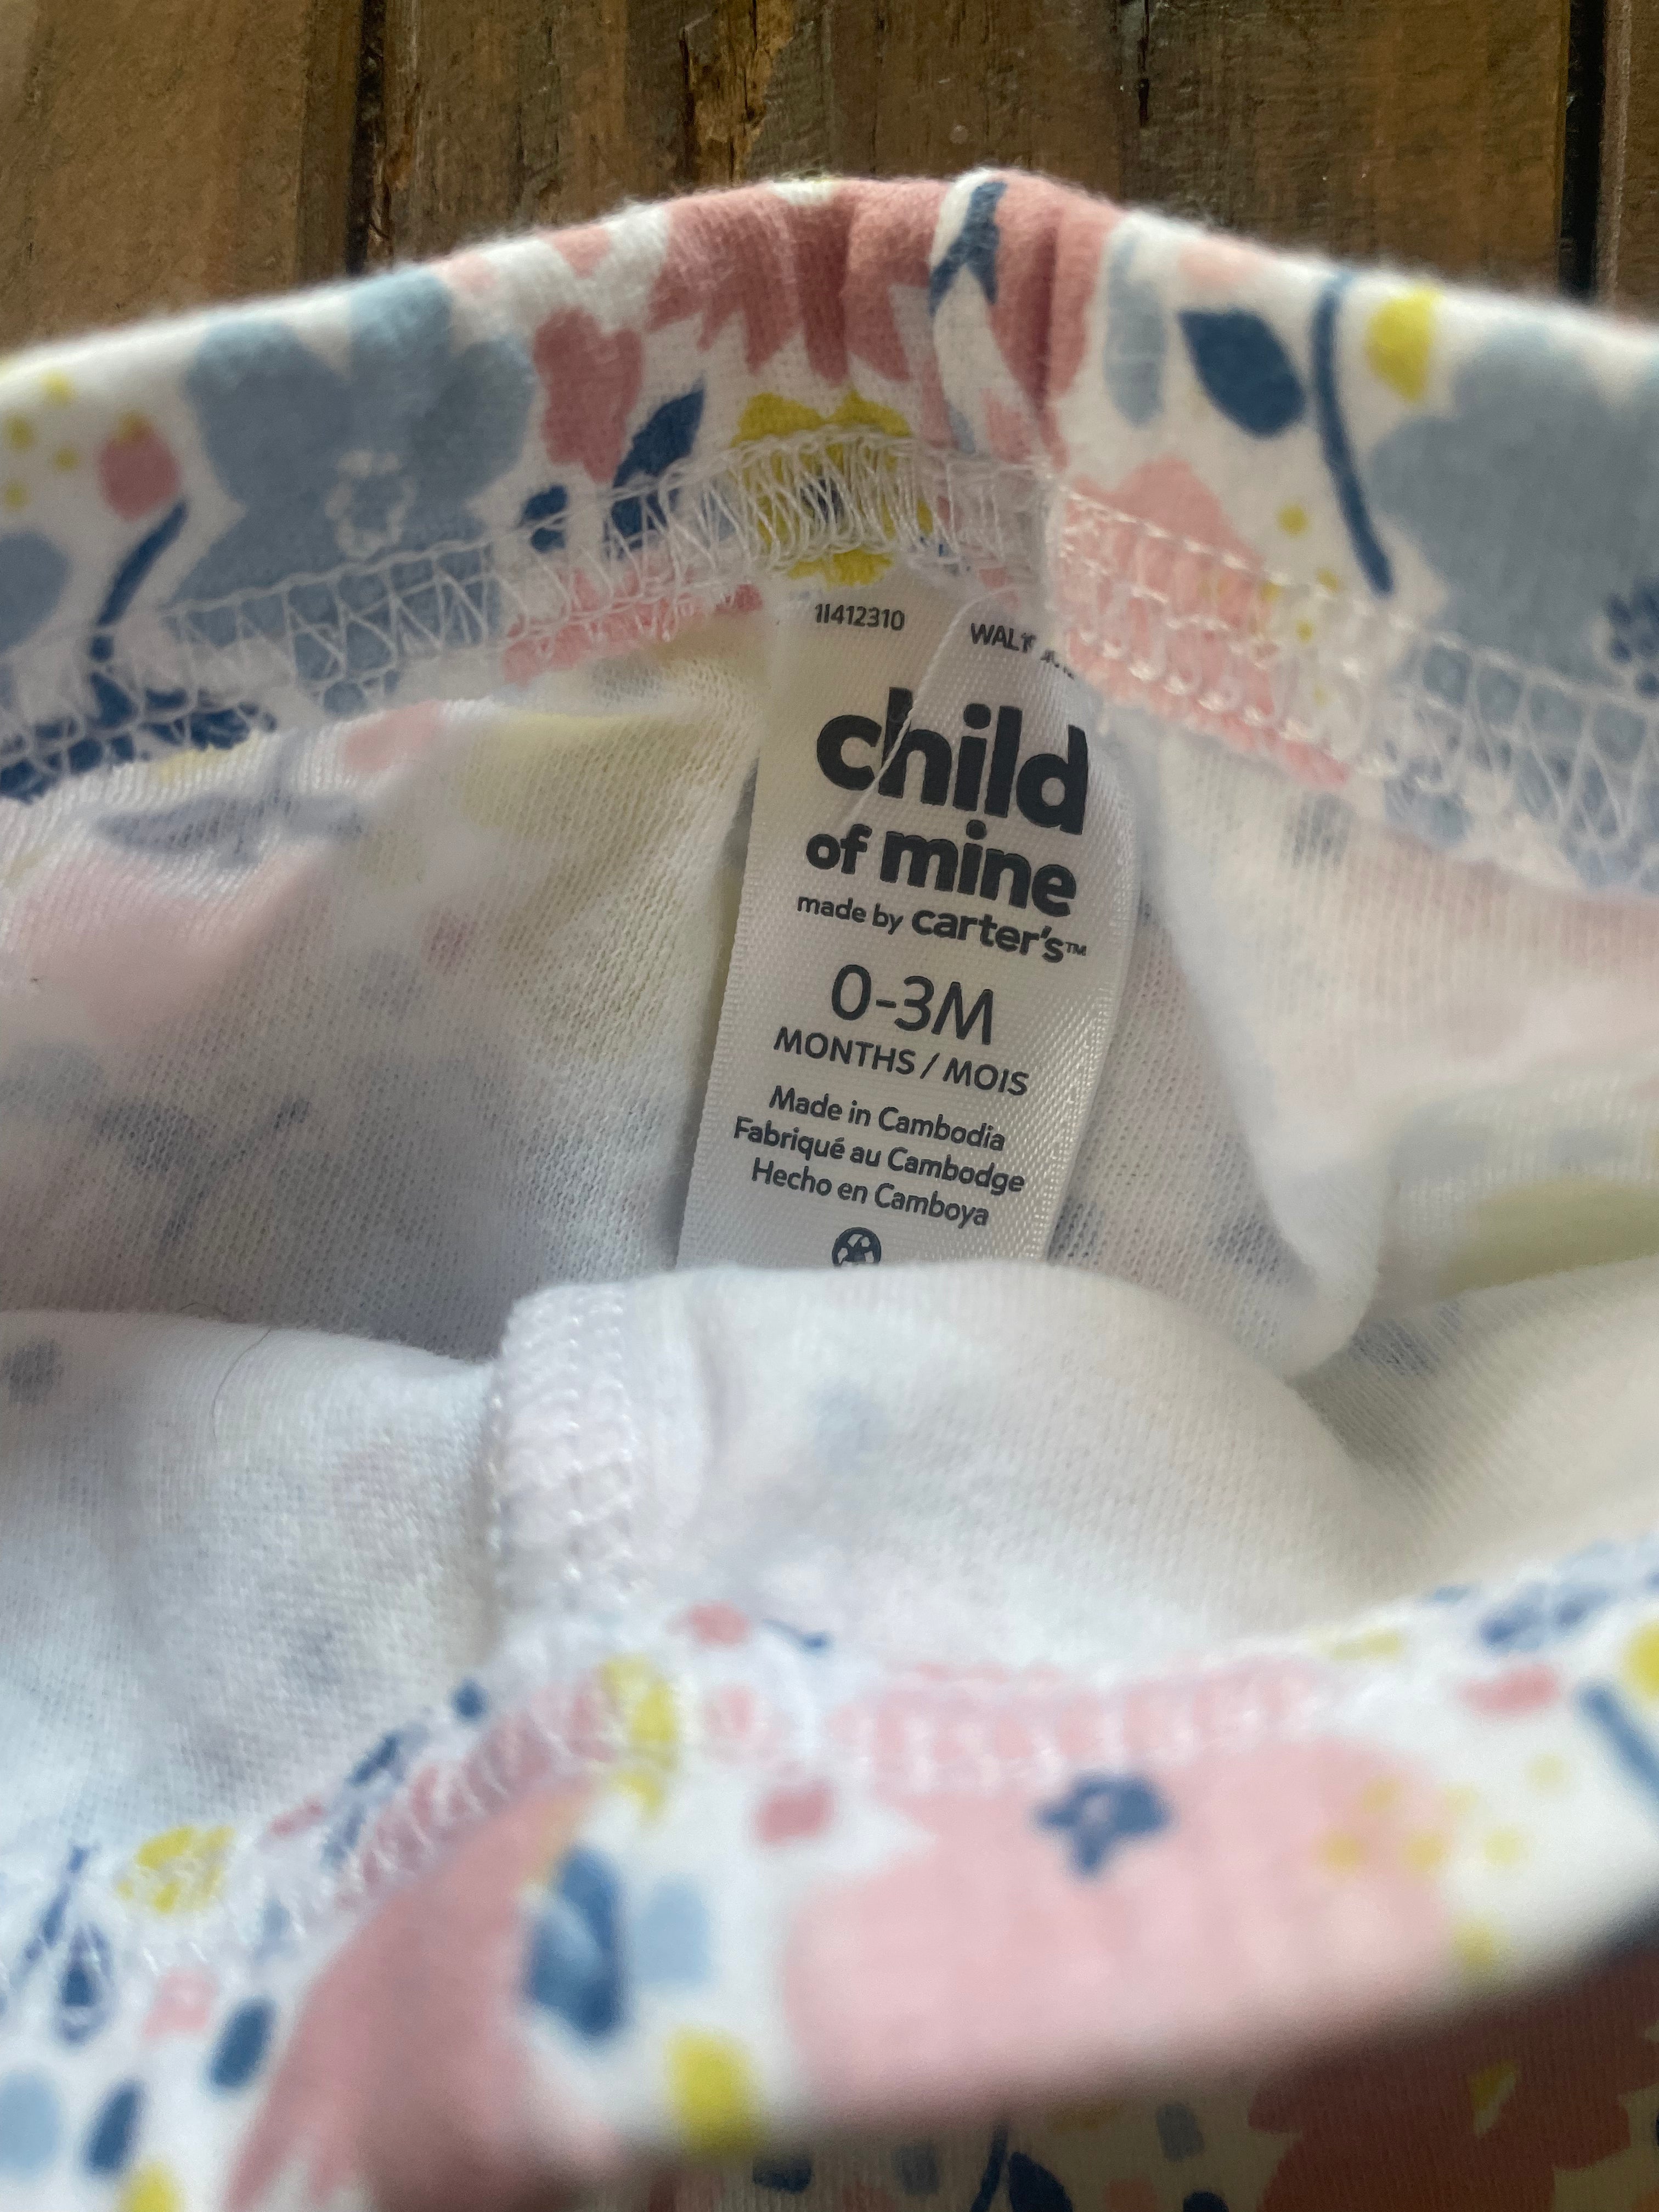 1I412310
child
of mine
made by carter's™
0-3M
MONTHS / MOIS
Made in Cambodia
Fabriqué au Cambodge
Hecho en Camboya